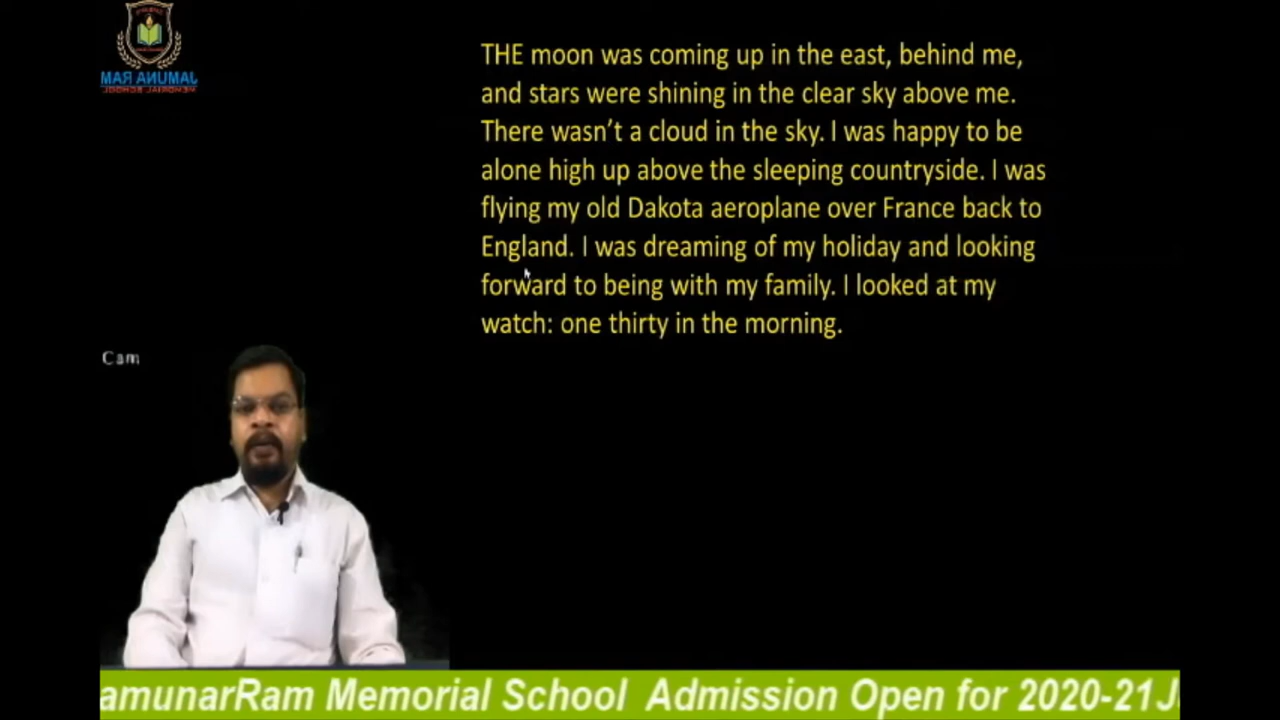 JAMUNA RAM
MEMORIAL SCHOOL
THE moon was coming up in the east, behind me,
and stars were shining in the clear sky above me.
There wasn't a cloud in the sky. I was happy to be
alone high up above the sleeping countryside. I was
flying my old Dakota aeroplane over France back to
England. I was dreaming of my holiday and looking
forward to being with my family. I looked at my
watch: one thirty in the morning.
Cam
amunarRam Memorial School Admission Open for 2020-21J